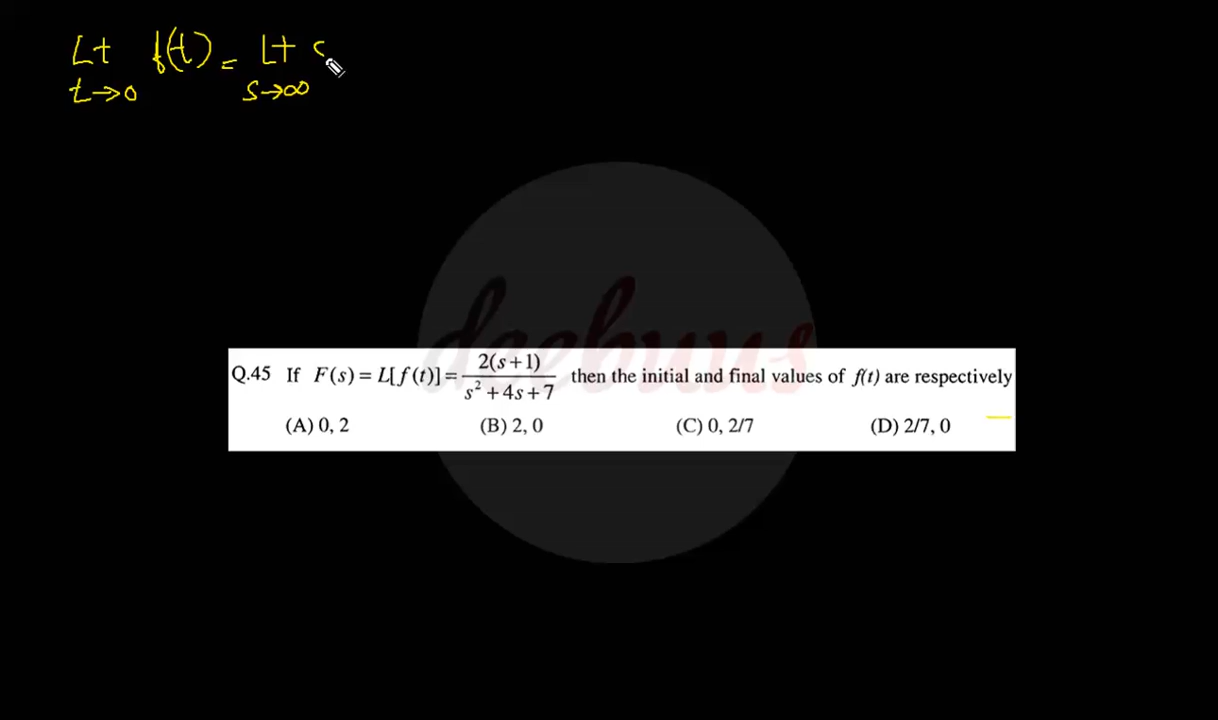 Lt f(t) = Lt s
t→0 s→∞
deebuus
Q.45 If F(s) = L[f(t)] = 2(s+1) / s² + 4s + 7 then the initial and final values of f(t) are respectively
(A) 0, 2 (B) 2, 0 (C) 0, 2/7 (D) 2/7, 0